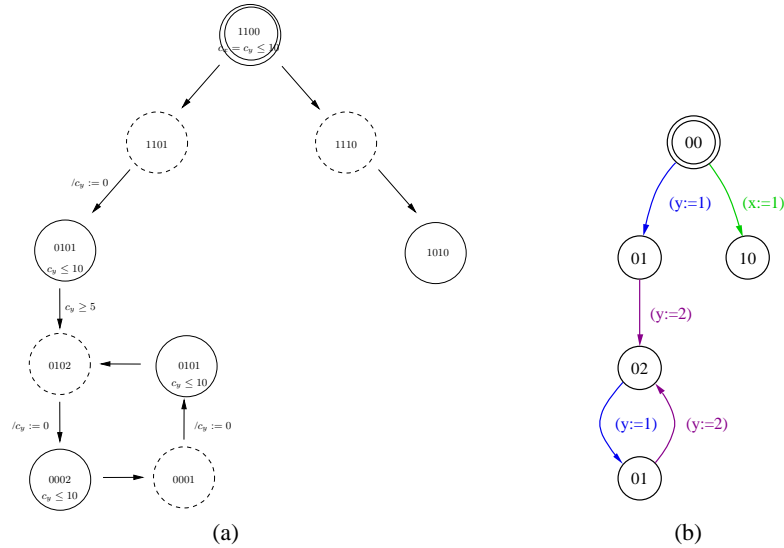 1100
c_x = c_y ≤ 10
1101
1110
/c_y := 0
0101
c_y ≤ 10
1010
c_y ≥ 5
0102
0101
c_y ≤ 10
/c_y := 0
/c_y := 0
0002
c_y ≤ 10
0001
(a)
00
(y:=1)
(x:=1)
01
10
(y:=2)
02
(y:=1)
(y:=2)
01
(b)